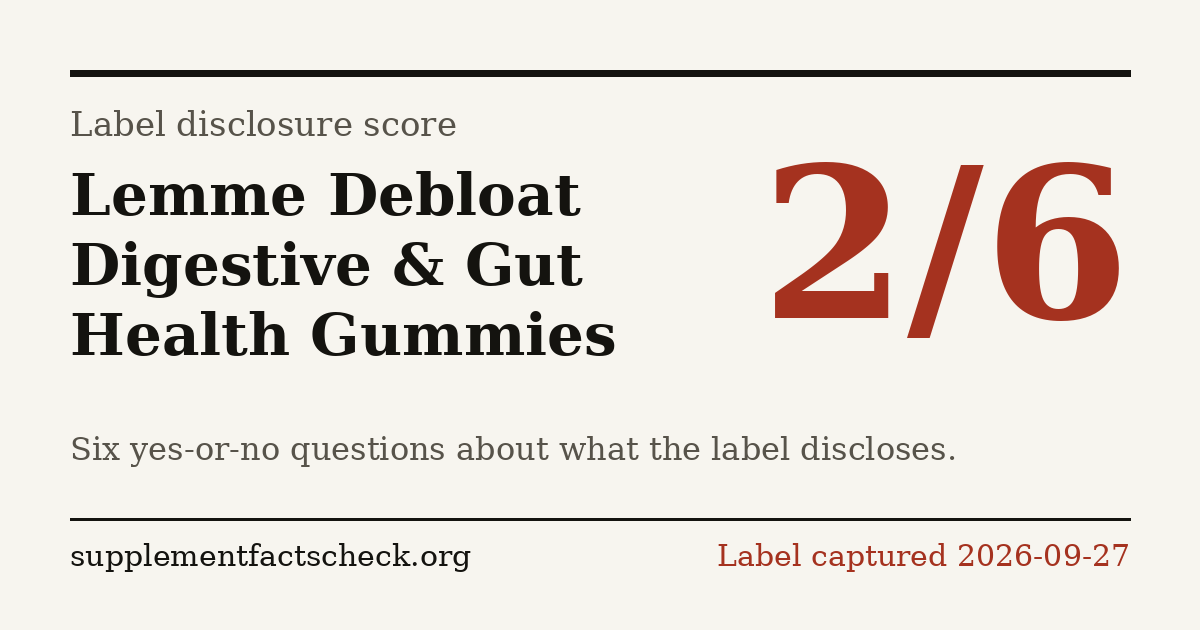 Label disclosure score
Lemme Debloat
Digestive & Gut
Health Gummies
2/6
Six yes-or-no questions about what the label discloses.
supplementfactscheck.org
Label captured 2026-09-27